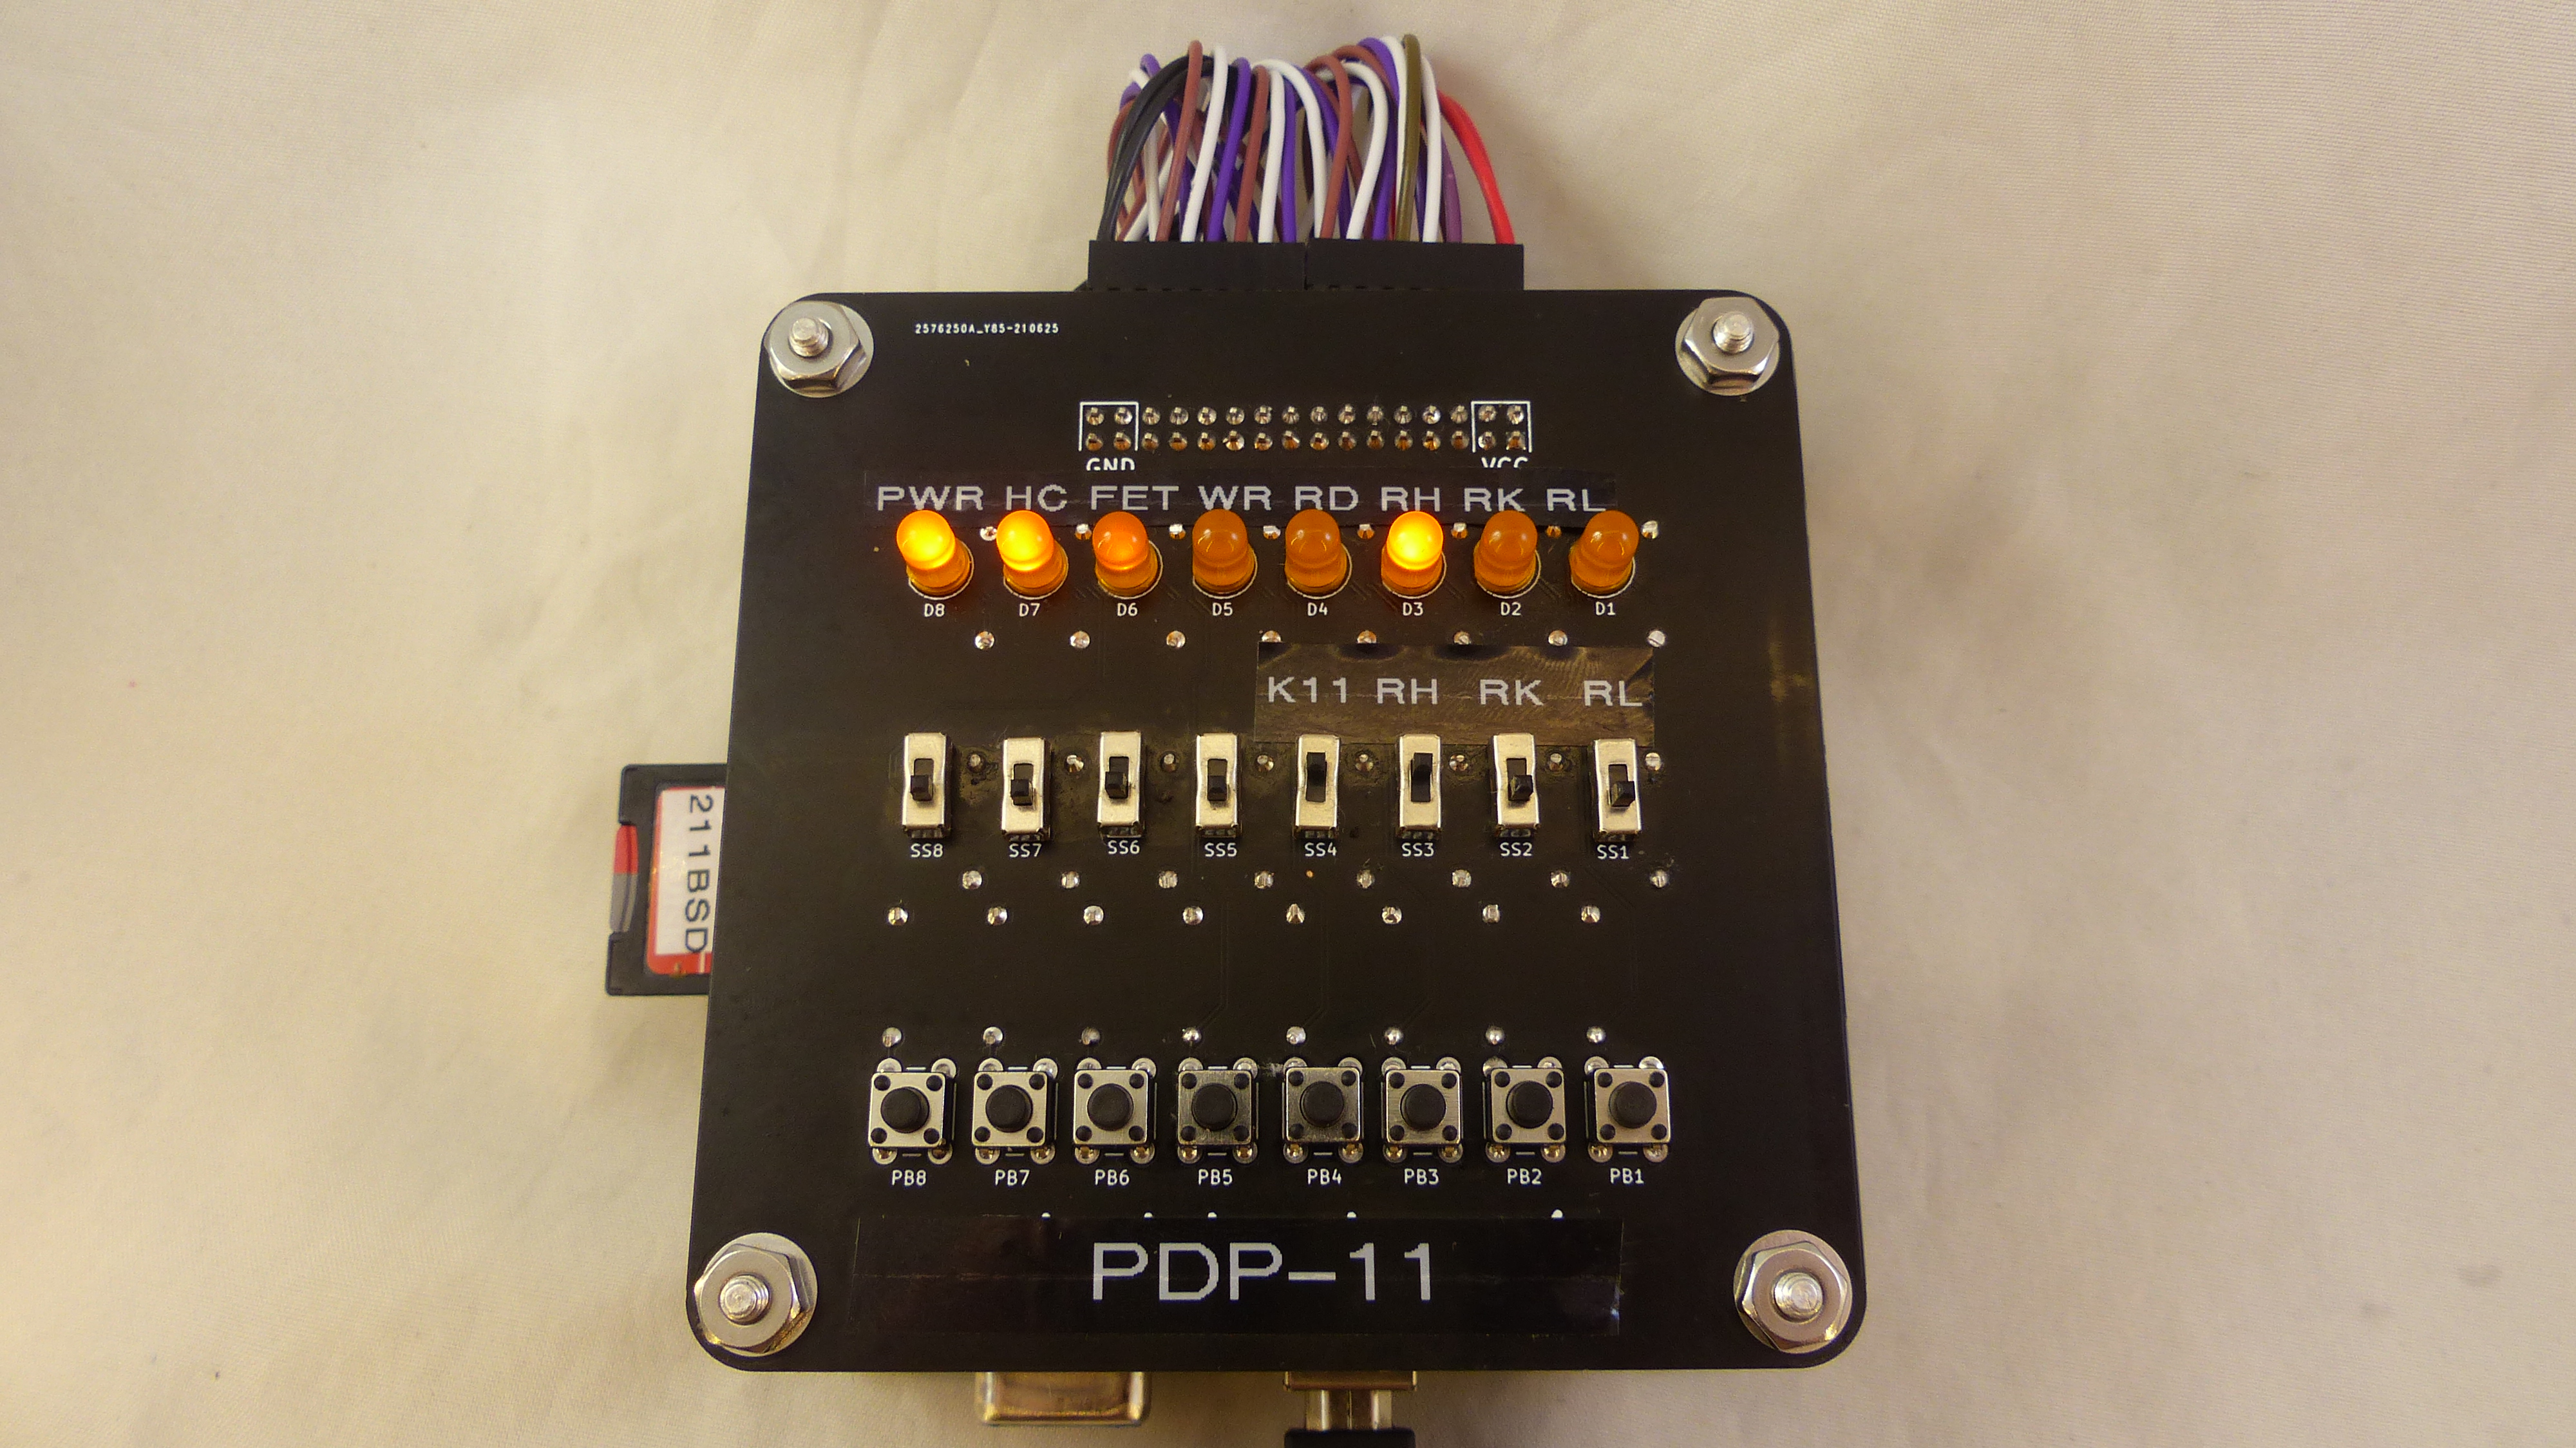 2576250A_Y85-210625
GND VCC
PWR HC FET WR RD RH RK RL
D8 D7 D6 D5 D4 D3 D2 D1
K11 RH RK RL
SS8 SS7 SS6 SS5 SS4 SS3 SS2 SS1
211BSD
PB8 PB7 PB6 PB5 PB4 PB3 PB2 PB1
PDP-11